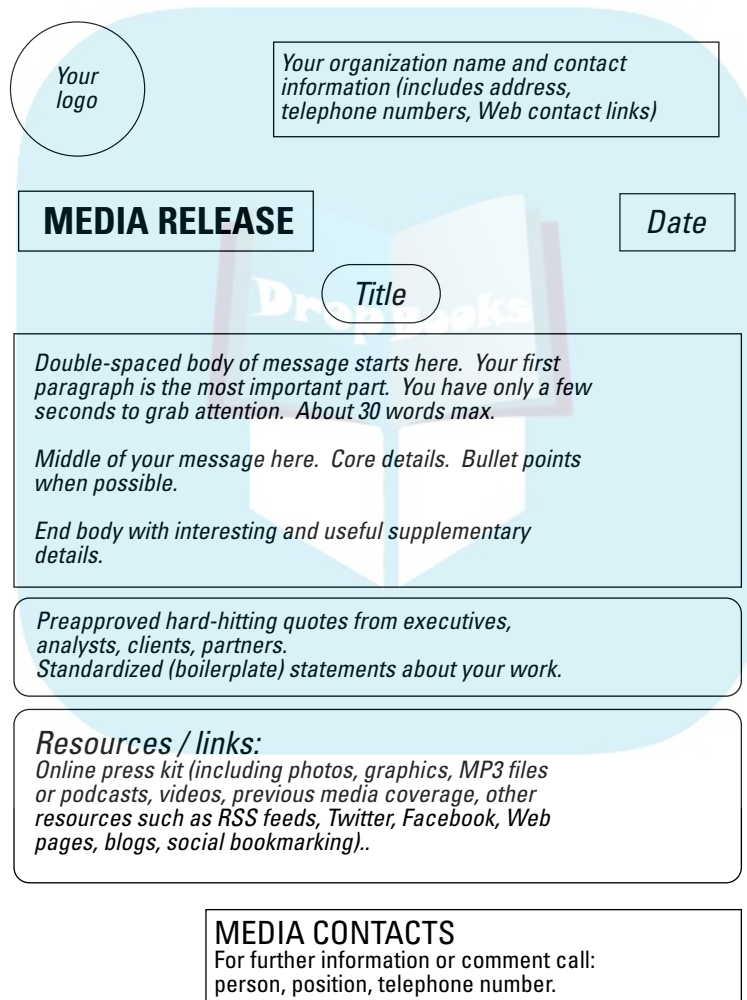 Your
logo
Your organization name and contact
information (includes address,
telephone numbers, Web contact links)
MEDIA RELEASE
Date
Title
Drop Books
Double-spaced body of message starts here.  Your first
paragraph is the most important part.  You have only a few
seconds to grab attention.  About 30 words max.
Middle of your message here.  Core details.  Bullet points
when possible.
End body with interesting and useful supplementary
details.
Preapproved hard-hitting quotes from executives,
analysts, clients, partners.
Standardized (boilerplate) statements about your work.
Resources / links:
Online press kit (including photos, graphics, MP3 files
or podcasts, videos, previous media coverage, other
resources such as RSS feeds, Twitter, Facebook, Web
pages, blogs, social bookmarking)..
MEDIA CONTACTS
For further information or comment call:
person, position, telephone number.